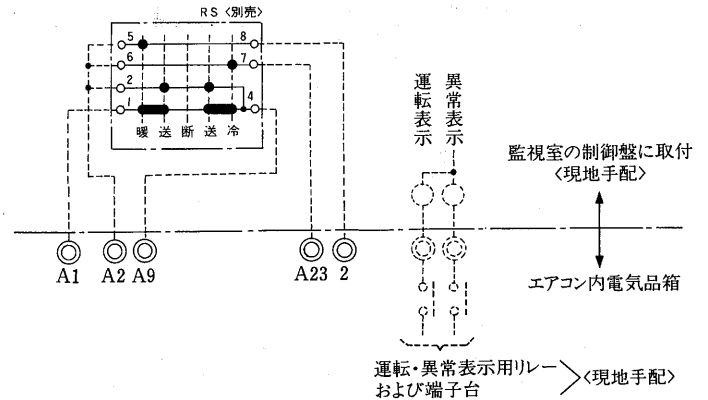 RS〈別売〉
5
8
6
7
2
1
4
暖 送 断 送 冷
運転表示
異常表示
監視室の制御盤に取付
〈現地手配〉
A1
A2
A9
A23
2
エアコン内電気品箱
運転・異常表示用リレー
および端子台
〈現地手配〉